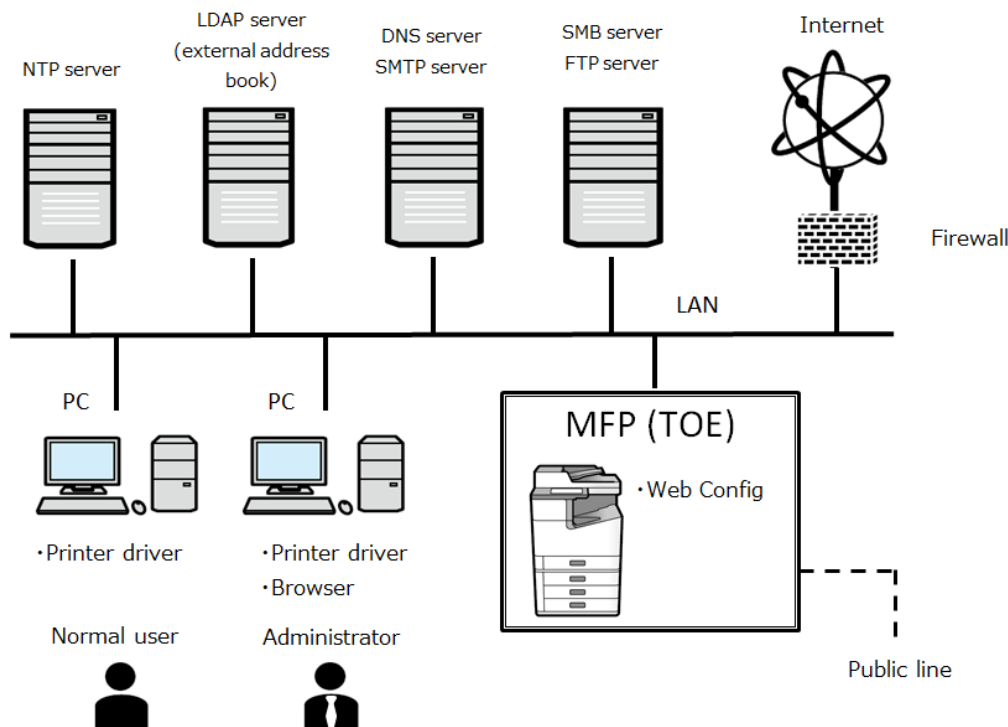 NTP server
LDAP server
(external address
book)
DNS server
SMTP server
SMB server
FTP server
Internet
Firewall
LAN
PC
PC
MFP (TOE)
・Web Config
・Printer driver
・Printer driver
・Browser
Normal user
Administrator
Public line